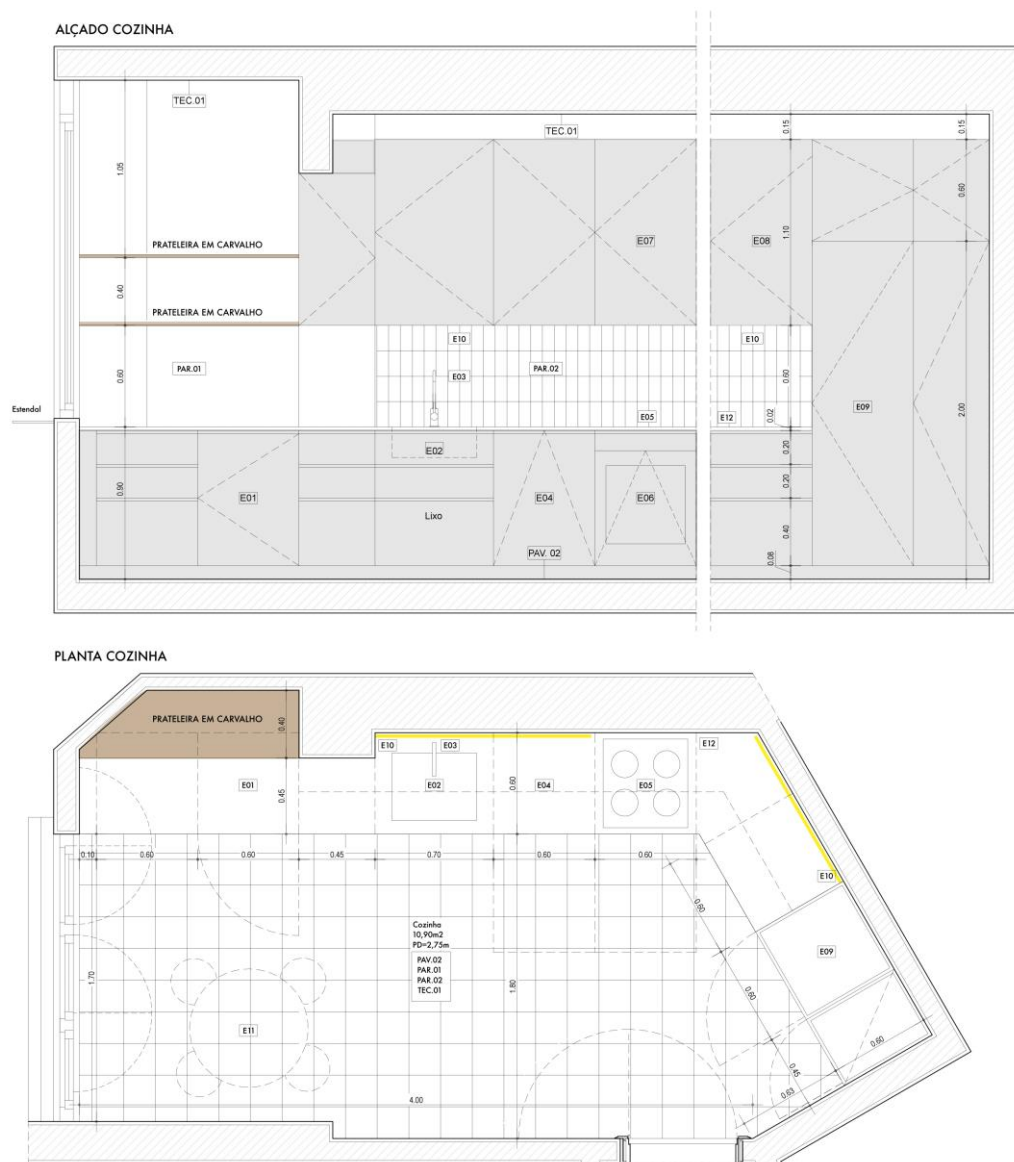 ALÇADO COZINHA
TEC.01
TEC.01
0.15
0.15
1.05
0.60
PRATELEIRA EM CARVALHO
E07
E08
1.10
0.40
PRATELEIRA EM CARVALHO
E10
E10
PAR.01
E03
PAR.02
0.60
0.60
E09
2.00
Estendal
E05
E12
0.02
E02
0.20
0.90
E01
E04
E06
0.20
Lixo
0.40
PAV. 02
0.08
PLANTA COZINHA
PRATELEIRA EM CARVALHO
0.40
E10
E03
E12
E01
E02
E04
E05
0.45
0.60
0.10
0.60
0.60
0.45
0.70
0.60
0.60
E10
0.60
Cozinha
10,90m2
PD=2,75m
PAV.02
PAR.01
PAR.02
TEC.01
E09
1.70
1.80
0.60
E11
0.60
0.45
0.63
4.00